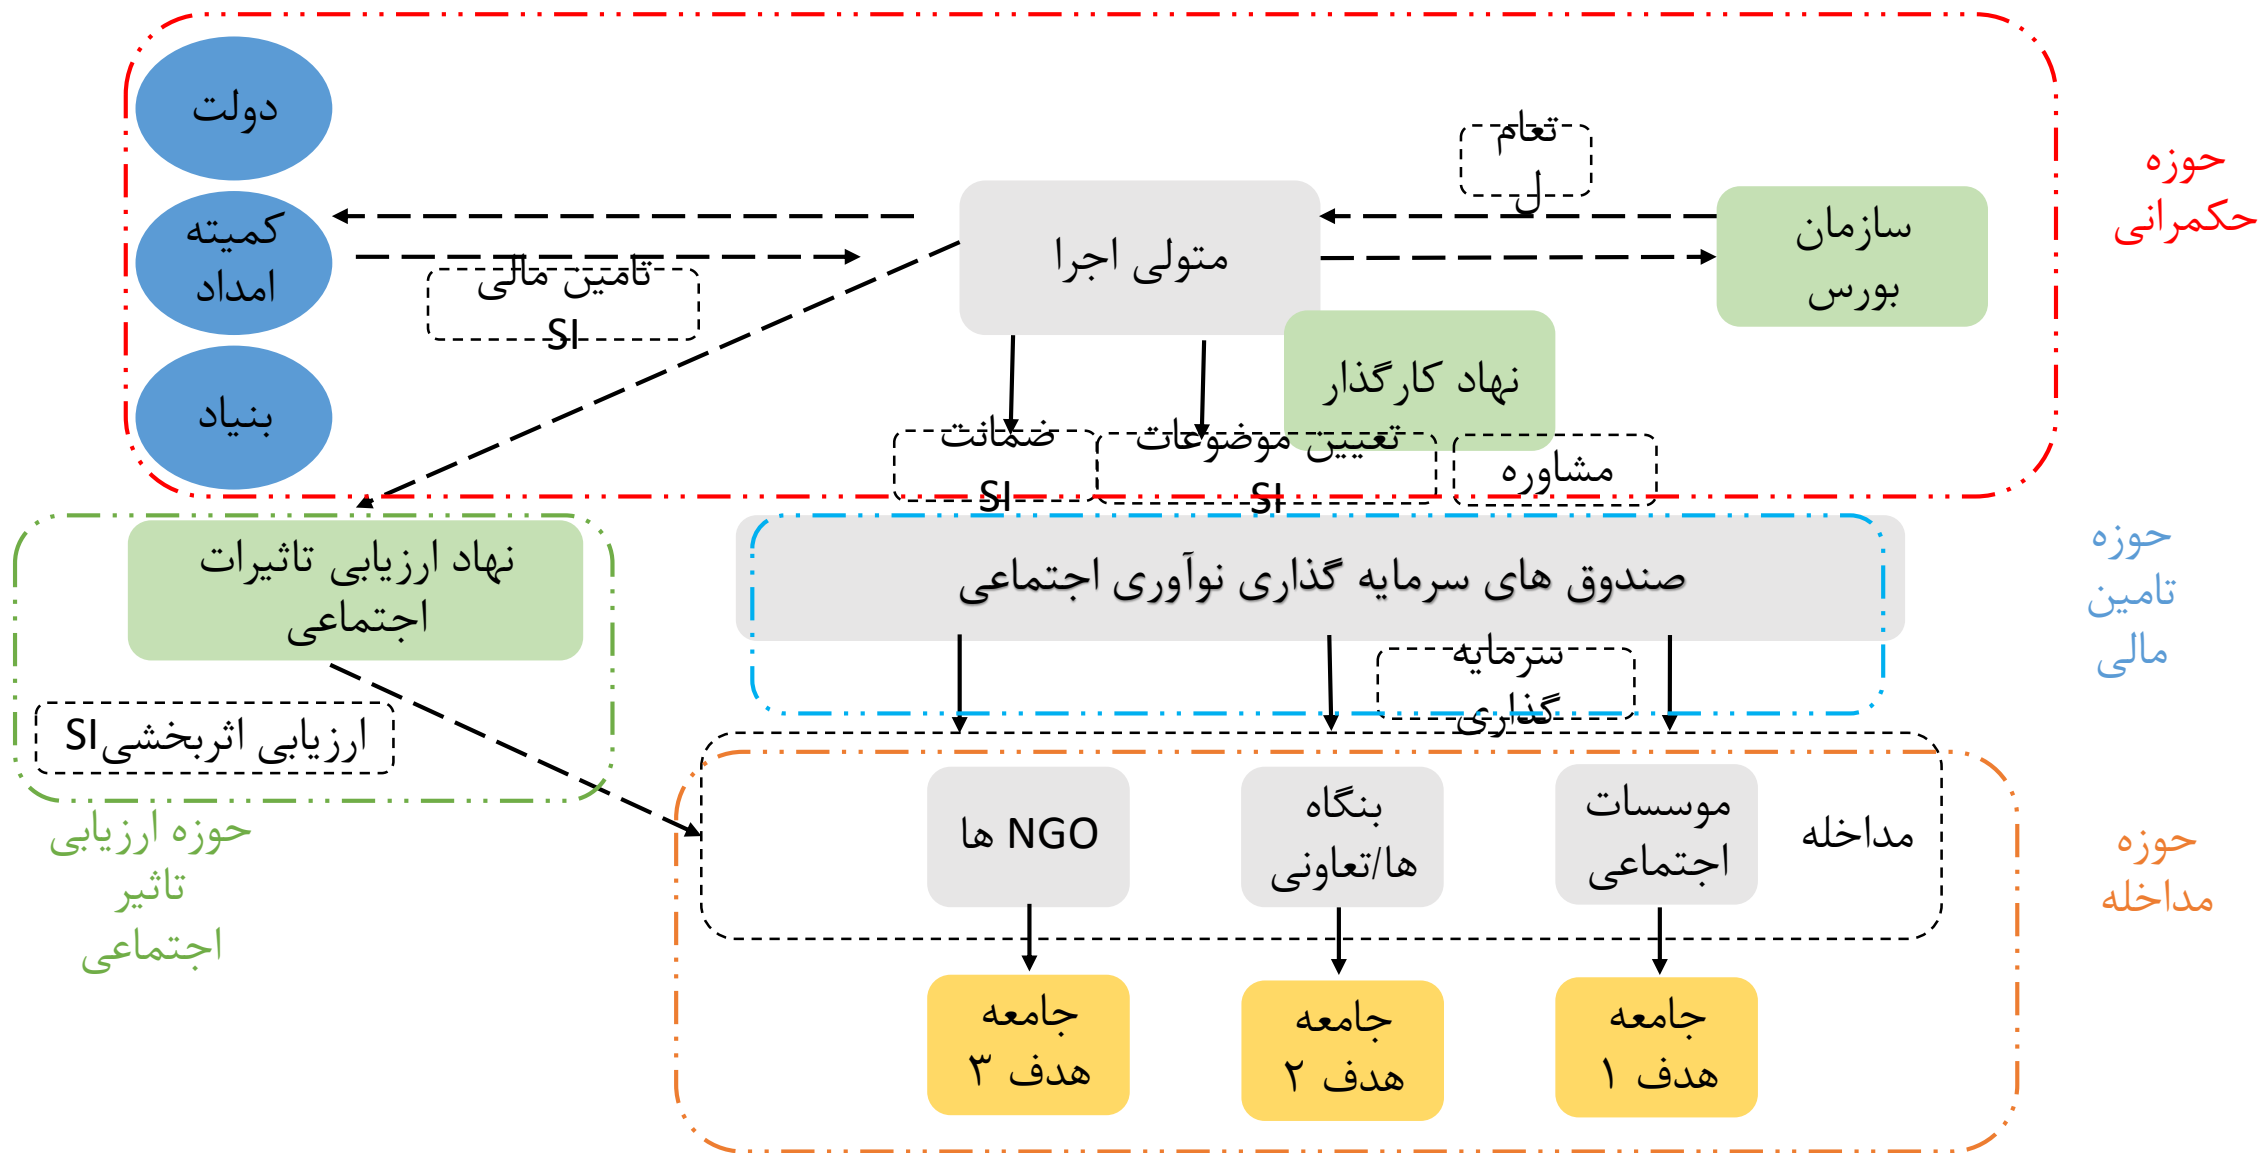 دولت
کمیته
امداد
بنیاد
تعام
ل
متولی اجرا
سازمان
بورس
حوزه
حکمرانی
تامین مالی
SI
نهاد کارگذار
ضمانت
SI
تعیین موضوعات
SI
مشاوره
نهاد ارزیابی تاثیرات
اجتماعی
صندوق های سرمایه گذاری نوآوری اجتماعی
حوزه
تامین
مالی
سرمایه
گذاری
ارزیابی اثربخشیSI
حوزه ارزیابی
تاثیر
اجتماعی
موسسات
اجتماعی
بنگاه
ها/تعاونی
NGO ها
مداخله
حوزه
مداخله
جامعه
هدف ۱
جامعه
هدف ۲
جامعه
هدف ۳